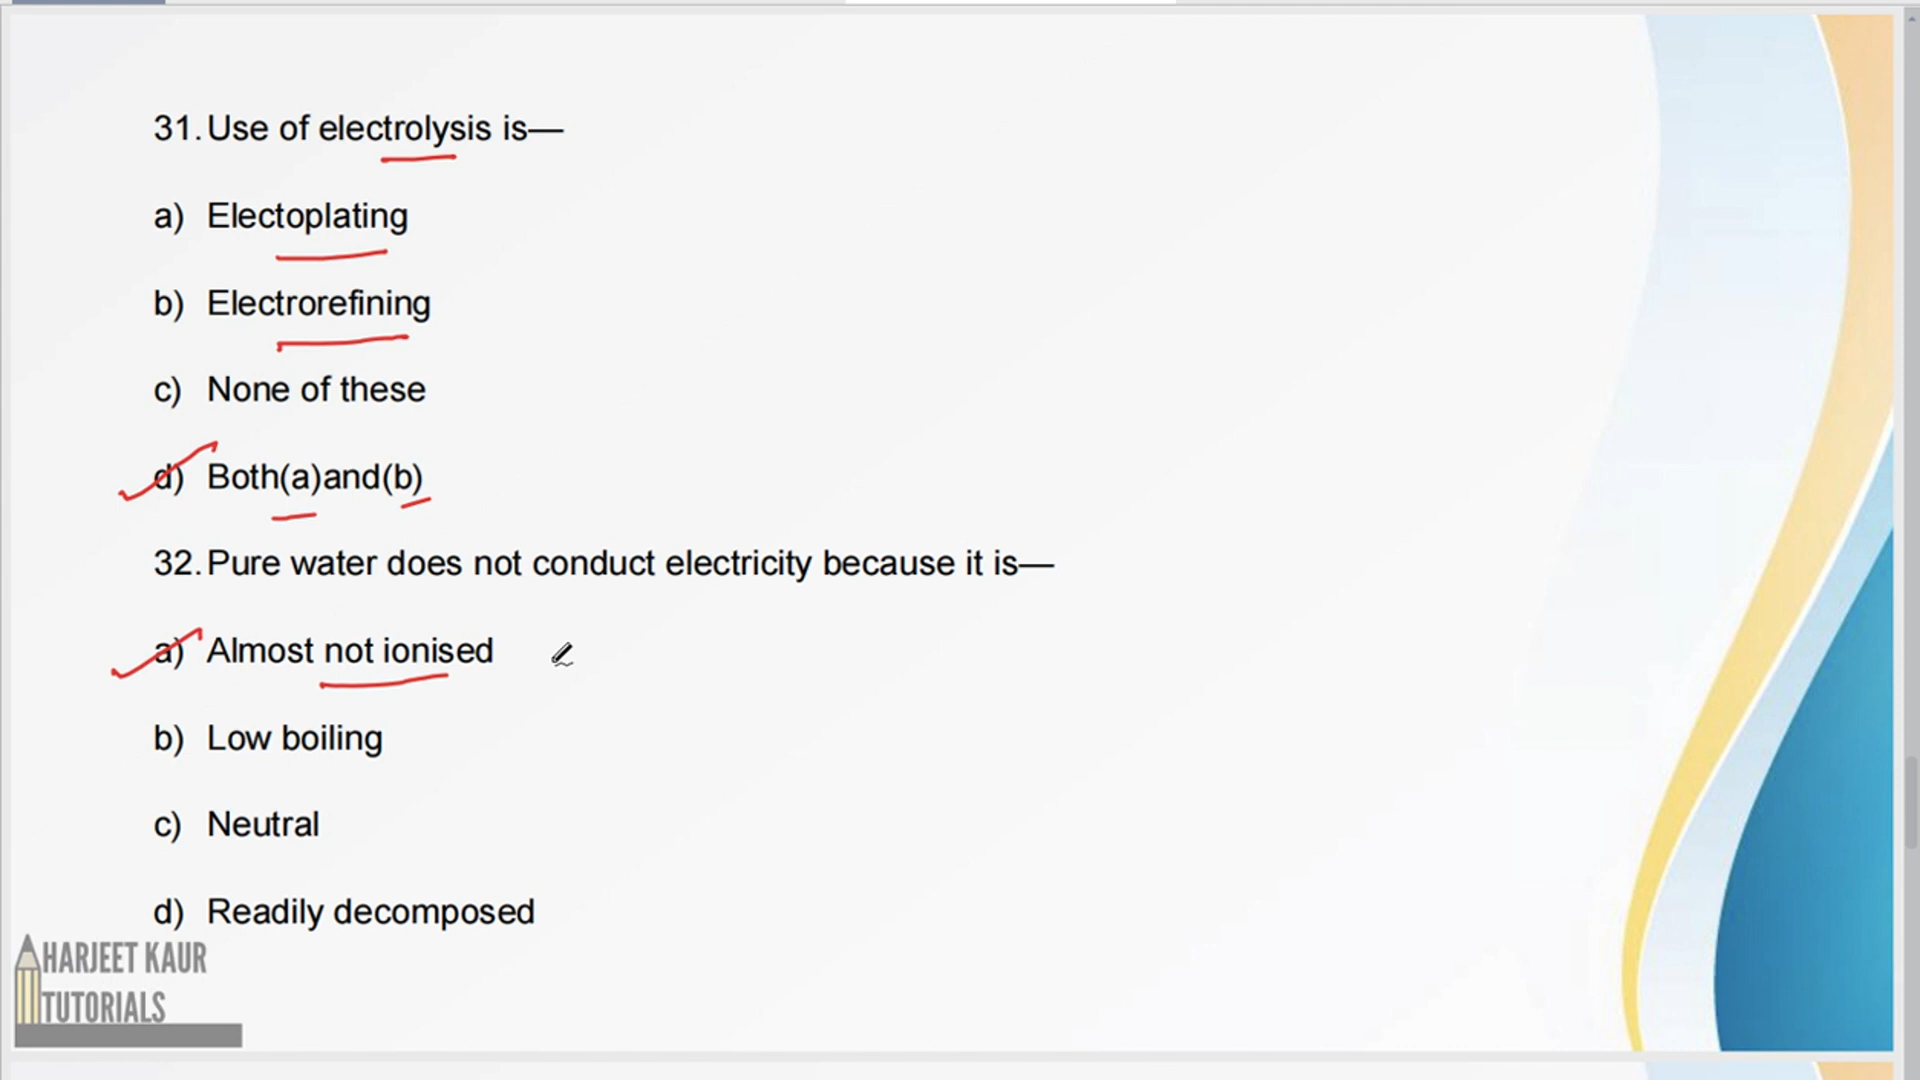 31. Use of electrolysis is—
a) Electoplating
b) Electrorefining
c) None of these
d) Both(a)and(b)
32. Pure water does not conduct electricity because it is—
a) Almost not ionised
b) Low boiling
c) Neutral
d) Readily decomposed
HARJEET KAUR
TUTORIALS